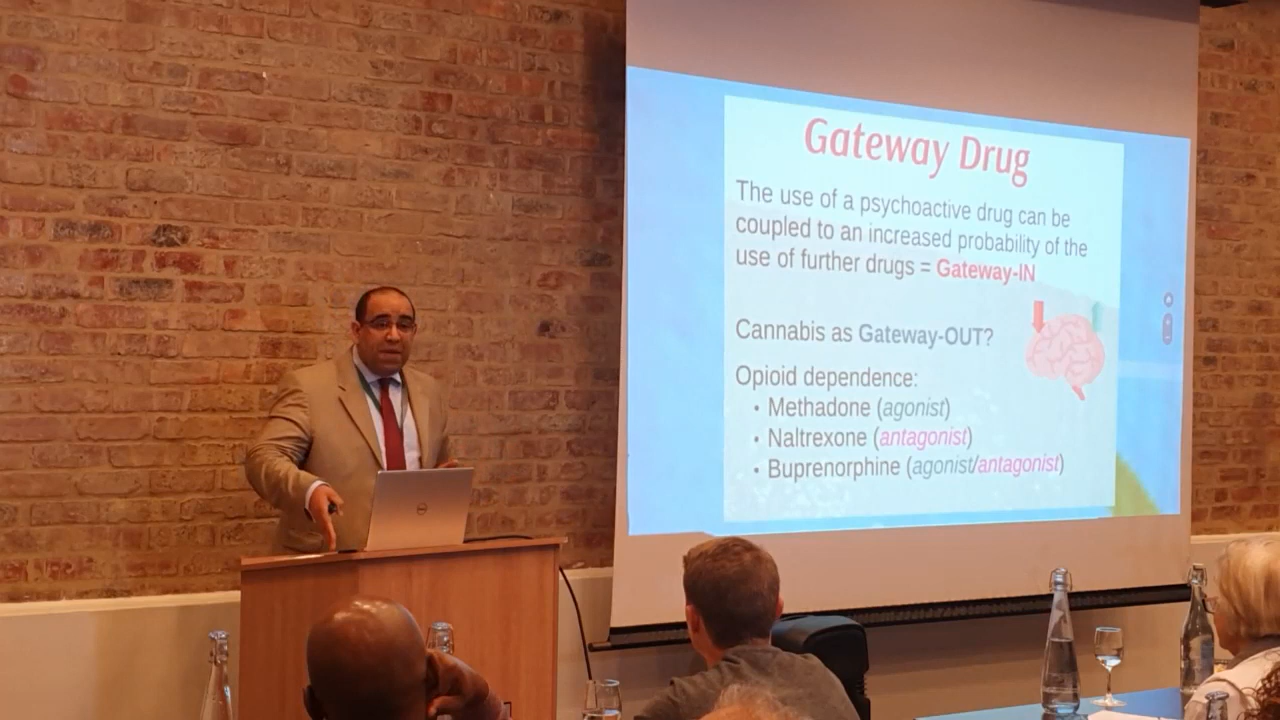 Gateway Drug
The use of a psychoactive drug can be
coupled to an increased probability of the
use of further drugs = Gateway-IN
Cannabis as Gateway-OUT?
Opioid dependence:
• Methadone (agonist)
• Naltrexone (antagonist)
• Buprenorphine (agonist/antagonist)
DELL